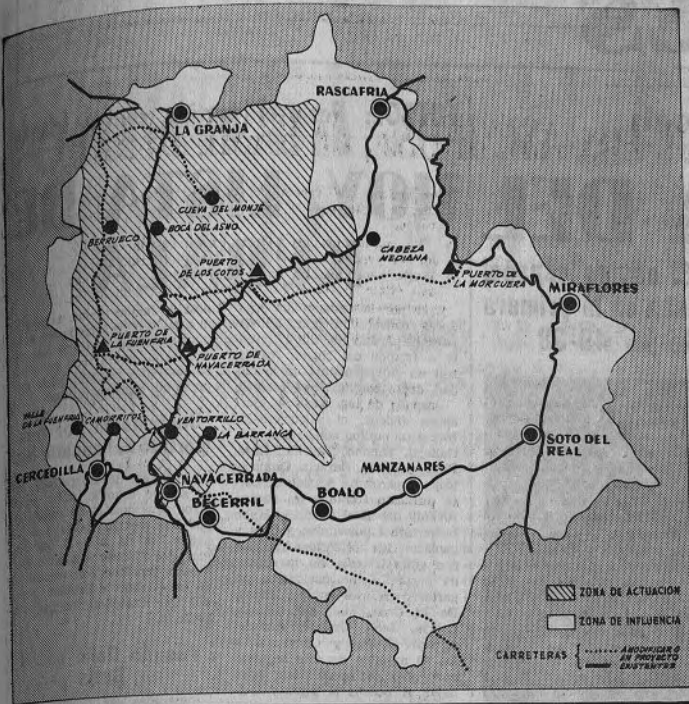 RASCAFRIA
LA GRANJA
CUEVA DEL MONJE
BERRUECO
BOCA DEL ASNO
CABEZA
MEDIANA
PUERTO
DE LOS COTOS
PUERTO DE
LA MORCUERA
MIRAFLORES
PUERTO DE
LA FUENFRIA
PUERTO DE
NAVACERRADA
VALLE
DE LA FUENFRIA
CAMORRITOS
VENTORRILLO
LA BARRANCA
SOTO DEL
REAL
CERCEDILLA
MANZANARES
NAVACERRADA
BECERRIL
BOALO
ZONA DE ACTUACION
ZONA DE INFLUENCIA
CARRETERAS
A MODIFICAR O
EN PROYECTO
EXISTENTES